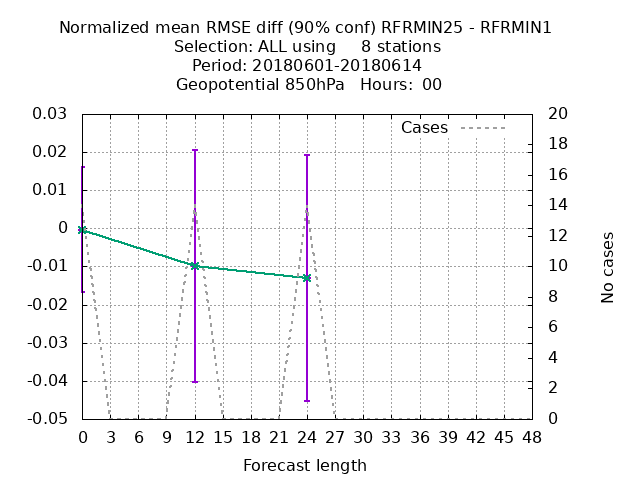 Normalized mean RMSE diff (90% conf) RFRMIN25 - RFRMIN1
Selection: ALL using     8 stations
Period: 20180601-20180614
Geopotential 850hPa   Hours:  00
Cases
0.03
0.02
0.01
0
-0.01
-0.02
-0.03
-0.04
-0.05
20
18
16
14
12
10
8
6
4
2
0
No cases
0 3 6 9 12 15 18 21 24 27 30 33 36 39 42 45 48
Forecast length